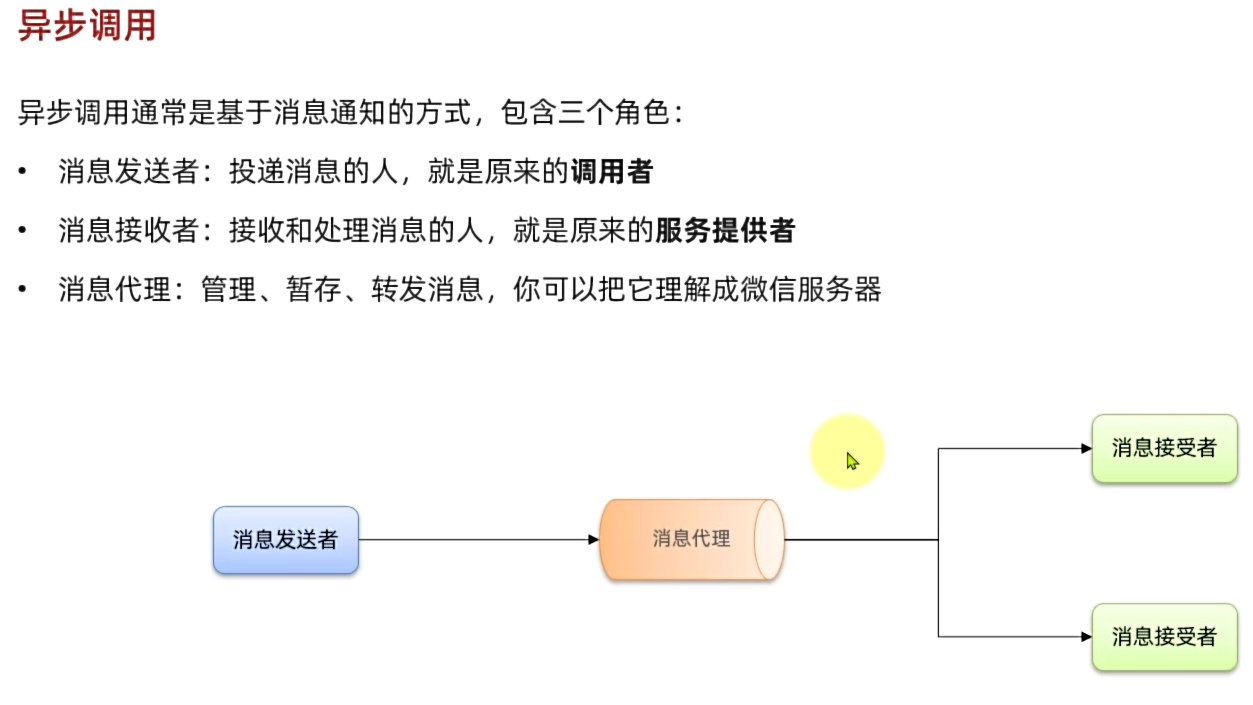 异步调用
异步调用通常是基于消息通知的方式，包含三个角色：
• 消息发送者：投递消息的人，就是原来的调用者
• 消息接收者：接收和处理消息的人，就是原来的服务提供者
• 消息代理：管理、暂存、转发消息，你可以把它理解成微信服务器
消息接受者
消息发送者
消息代理
消息接受者